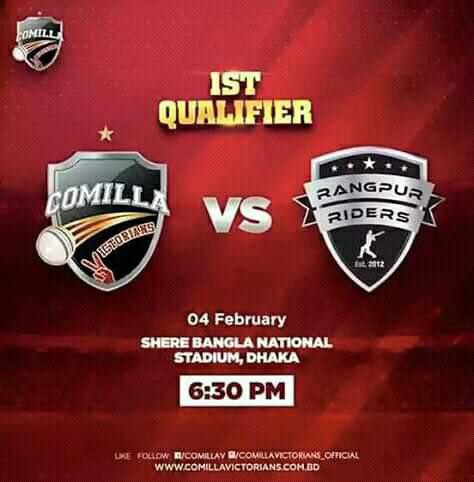 COMILLA
1ST
QUALIFIER
COMILLA
VICTORIANS
VS
RANGPUR
RIDERS
Est. 2012
04 February
SHERE BANGLA NATIONAL
STADIUM, DHAKA
6:30 PM
LIKE FOLLOW: /COMILLAV /COMILLAVICTORIANS_OFFICIAL
WWW.COMILLAVICTORIANS.COM.BD